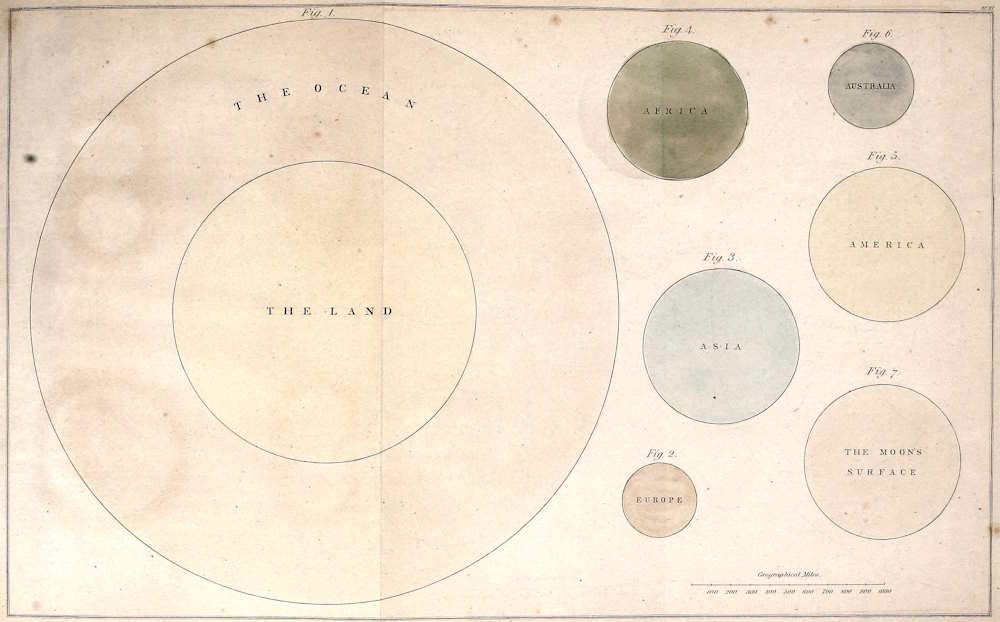 Fig. 1.
THE OCEAN
THE LAND
Fig. 4.
AFRICA
Fig. 6.
AUSTRALIA
Fig. 5.
AMERICA
Fig. 3.
ASIA
Fig. 2.
EUROPE
Fig. 7
THE MOON'S
SURFACE
Geographical Miles.
100 200 300 400 500 600 700 800 900 1000